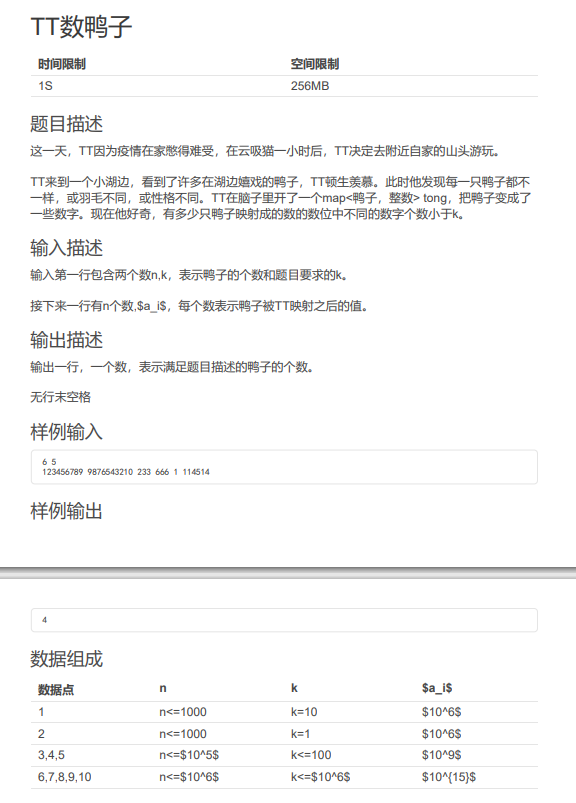 TT数鸭子
时间限制 空间限制
1S 256MB
题目描述
这一天，TT因为疫情在家憋得难受，在云吸猫一小时后，TT决定去附近自家的山头游玩。
TT来到一个小湖边，看到了许多在湖边嬉戏的鸭子，TT顿生羡慕。此时他发现每一只鸭子都不
一样，或羽毛不同，或性格不同。TT在脑子里开了一个map<鸭子，整数> tong，把鸭子变成了
一些数字。现在他好奇，有多少只鸭子映射成的数的数位中不同的数字个数小于k。
输入描述
输入第一行包含两个数n,k，表示鸭子的个数和题目要求的k。
接下来一行有n个数,$a_i$，每个数表示鸭子被TT映射之后的值。
输出描述
输出一行，一个数，表示满足题目描述的鸭子的个数。
无行末空格
样例输入
6 5
123456789 9876543210 233 666 1 114514
样例输出
4
数据组成
数据点 n k $a_i$
1 n<=1000 k=10 $10^6$
2 n<=1000 k=1 $10^6$
3,4,5 n<=$10^5$ k<=100 $10^9$
6,7,8,9,10 n<=$10^6$ k<=$10^6$ $10^{15}$